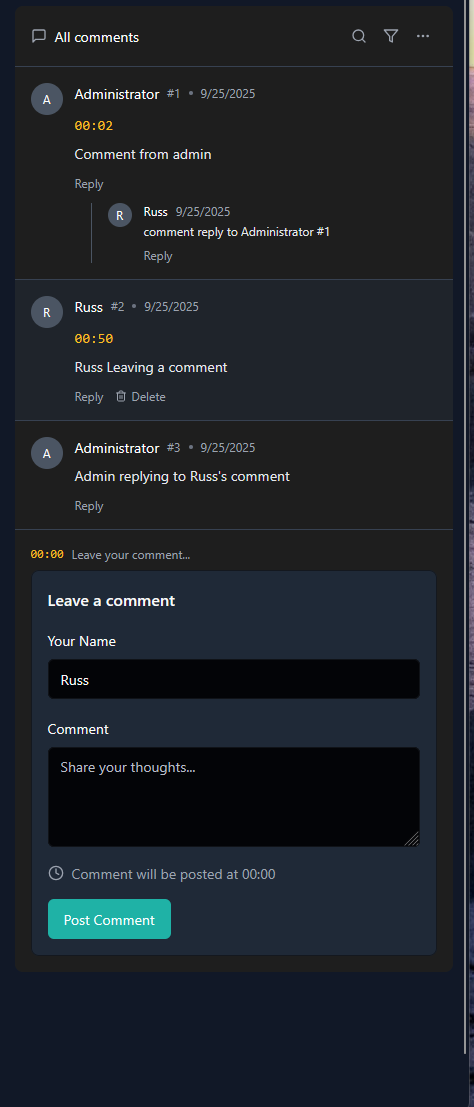 All comments
A Administrator #1 • 9/25/2025
00:02
Comment from admin
Reply
R Russ 9/25/2025
comment reply to Administrator #1
Reply
R Russ #2 • 9/25/2025
00:50
Russ Leaving a comment
Reply Delete
A Administrator #3 • 9/25/2025
Admin replying to Russ's comment
Reply
00:00 Leave your comment...
Leave a comment
Your Name
Russ
Comment
Share your thoughts...
Comment will be posted at 00:00
Post Comment